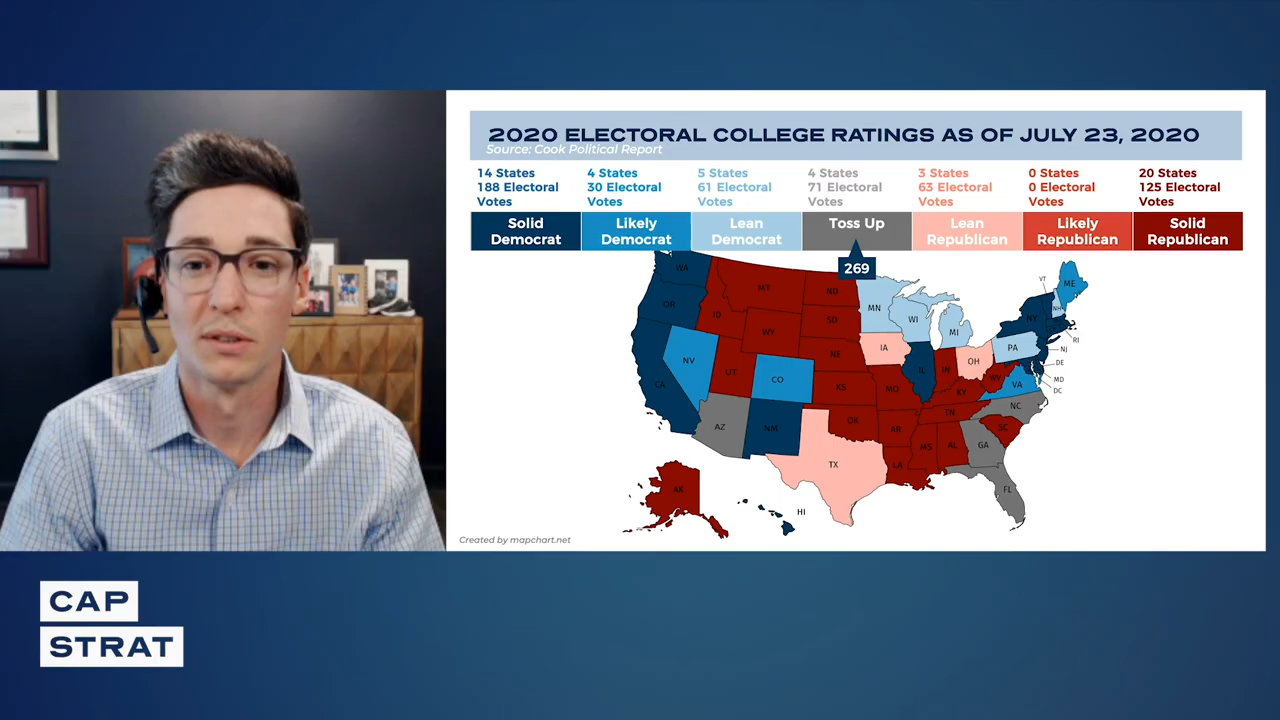 2020 ELECTORAL COLLEGE RATINGS AS OF JULY 23, 2020
Source: Cook Political Report
14 States
188 Electoral
Votes
4 States
30 Electoral
Votes
5 States
61 Electoral
Votes
4 States
71 Electoral
Votes
3 States
63 Electoral
Votes
0 States
0 Electoral
Votes
20 States
125 Electoral
Votes
Solid
Democrat
Likely
Democrat
Lean
Democrat
Toss Up
Lean
Republican
Likely
Republican
Solid
Republican
269
WA
OR
CA
NV
ID
MT
WY
UT
CO
AZ
NM
ND
SD
NE
KS
OK
TX
MN
IA
MO
AR
LA
WI
IL
MI
IN
OH
KY
TN
MS
AL
GA
FL
SC
NC
WV
VA
PA
NY
VT
NH
ME
RI
NJ
DE
MD
DC
AK
HI
Created by mapchart.net
CAP
STRAT